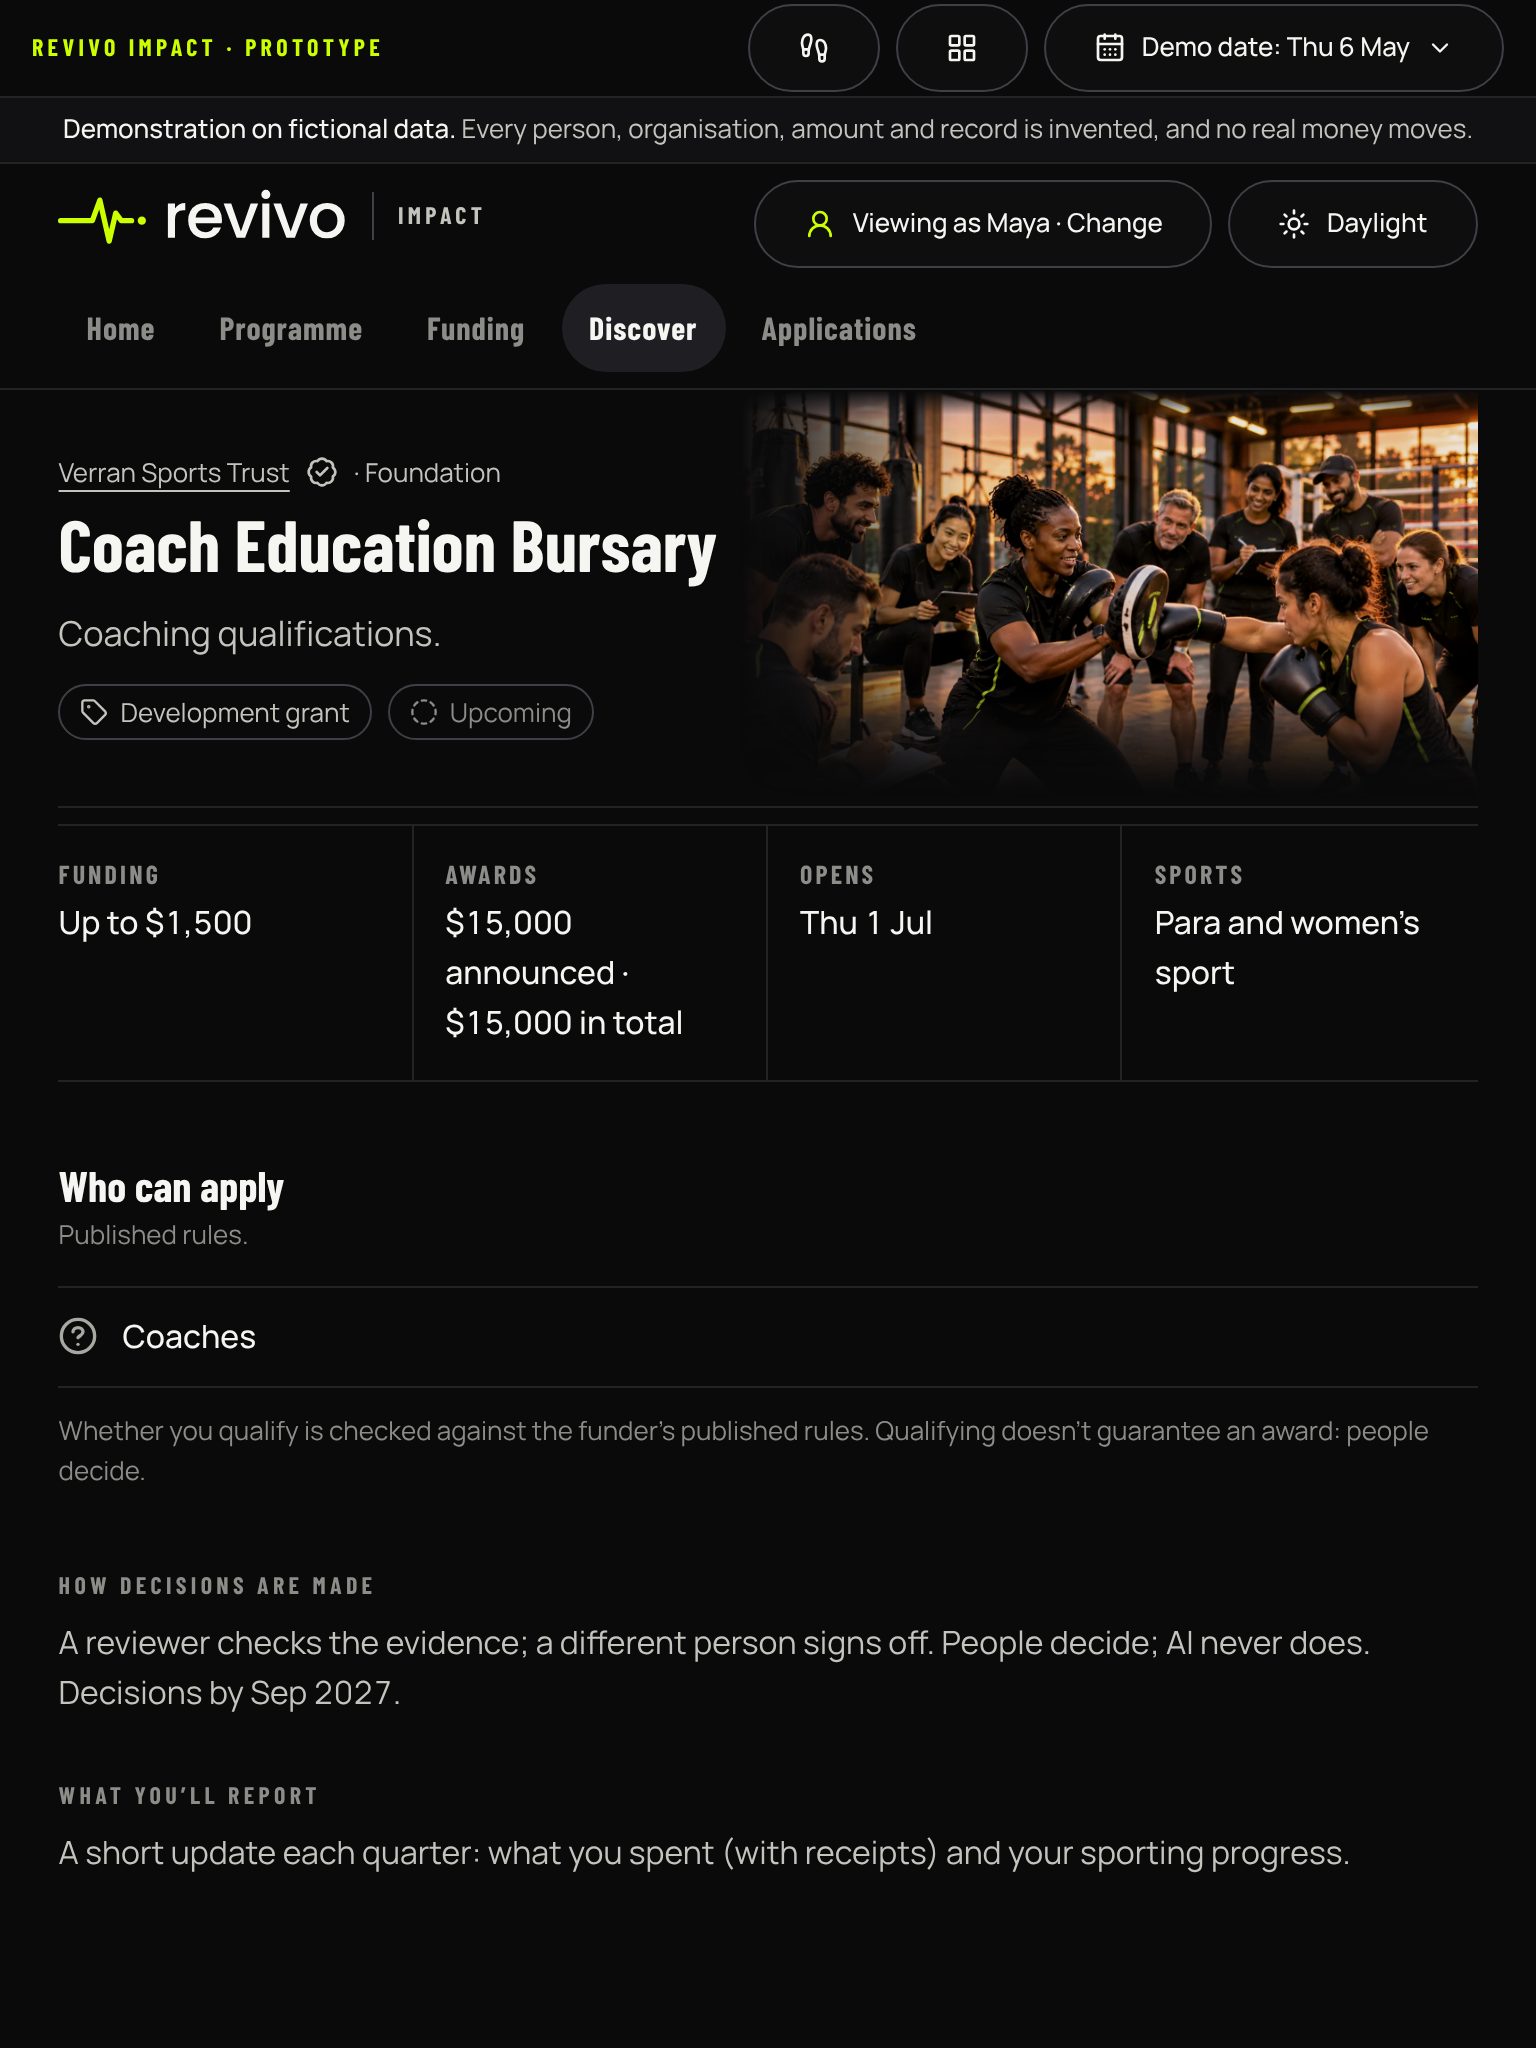 REVIVO IMPACT · PROTOTYPE
Demo date: Thu 6 May
Demonstration on fictional data. Every person, organisation, amount and record is invented, and no real money moves.
revivo
IMPACT
Viewing as Maya · Change
Daylight
Home
Programme
Funding
Discover
Applications
Verran Sports Trust · Foundation
Coach Education Bursary
Coaching qualifications.
Development grant
Upcoming
FUNDING
Up to $1,500
AWARDS
$15,000
announced ·
$15,000 in total
OPENS
Thu 1 Jul
SPORTS
Para and women’s
sport
Who can apply
Published rules.
Coaches
Whether you qualify is checked against the funder’s published rules. Qualifying doesn’t guarantee an award: people
decide.
HOW DECISIONS ARE MADE
A reviewer checks the evidence; a different person signs off. People decide; AI never does.
Decisions by Sep 2027.
WHAT YOU’LL REPORT
A short update each quarter: what you spent (with receipts) and your sporting progress.